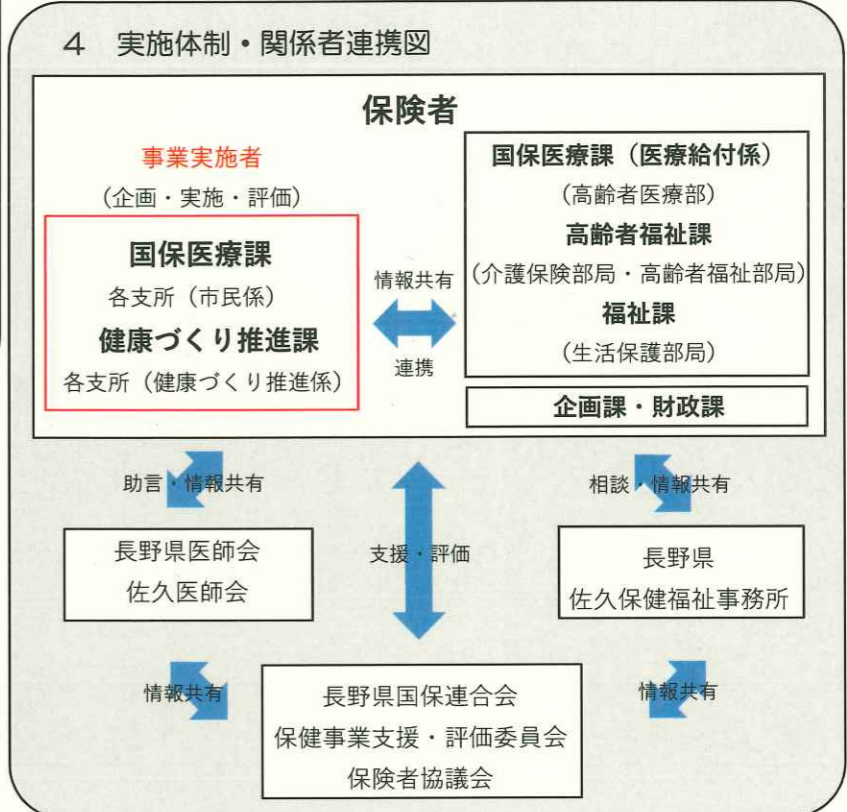 4 実施体制・関係者連携図
保険者
事業実施者
(企画・実施・評価)
国保医療課
各支所（市民係）
健康づくり推進課
各支所（健康づくり推進係）
情報共有
連携
国保医療課（医療給付係）
(高齢者医療部)
高齢者福祉課
(介護保険部局・高齢者福祉部局)
福祉課
(生活保護部局)
企画課・財政課
助言・情報共有
支援・評価
相談・情報共有
長野県医師会
佐久医師会
長野県
佐久保健福祉事務所
情報共有
長野県国保連合会
保健事業支援・評価委員会
保険者協議会
情報共有